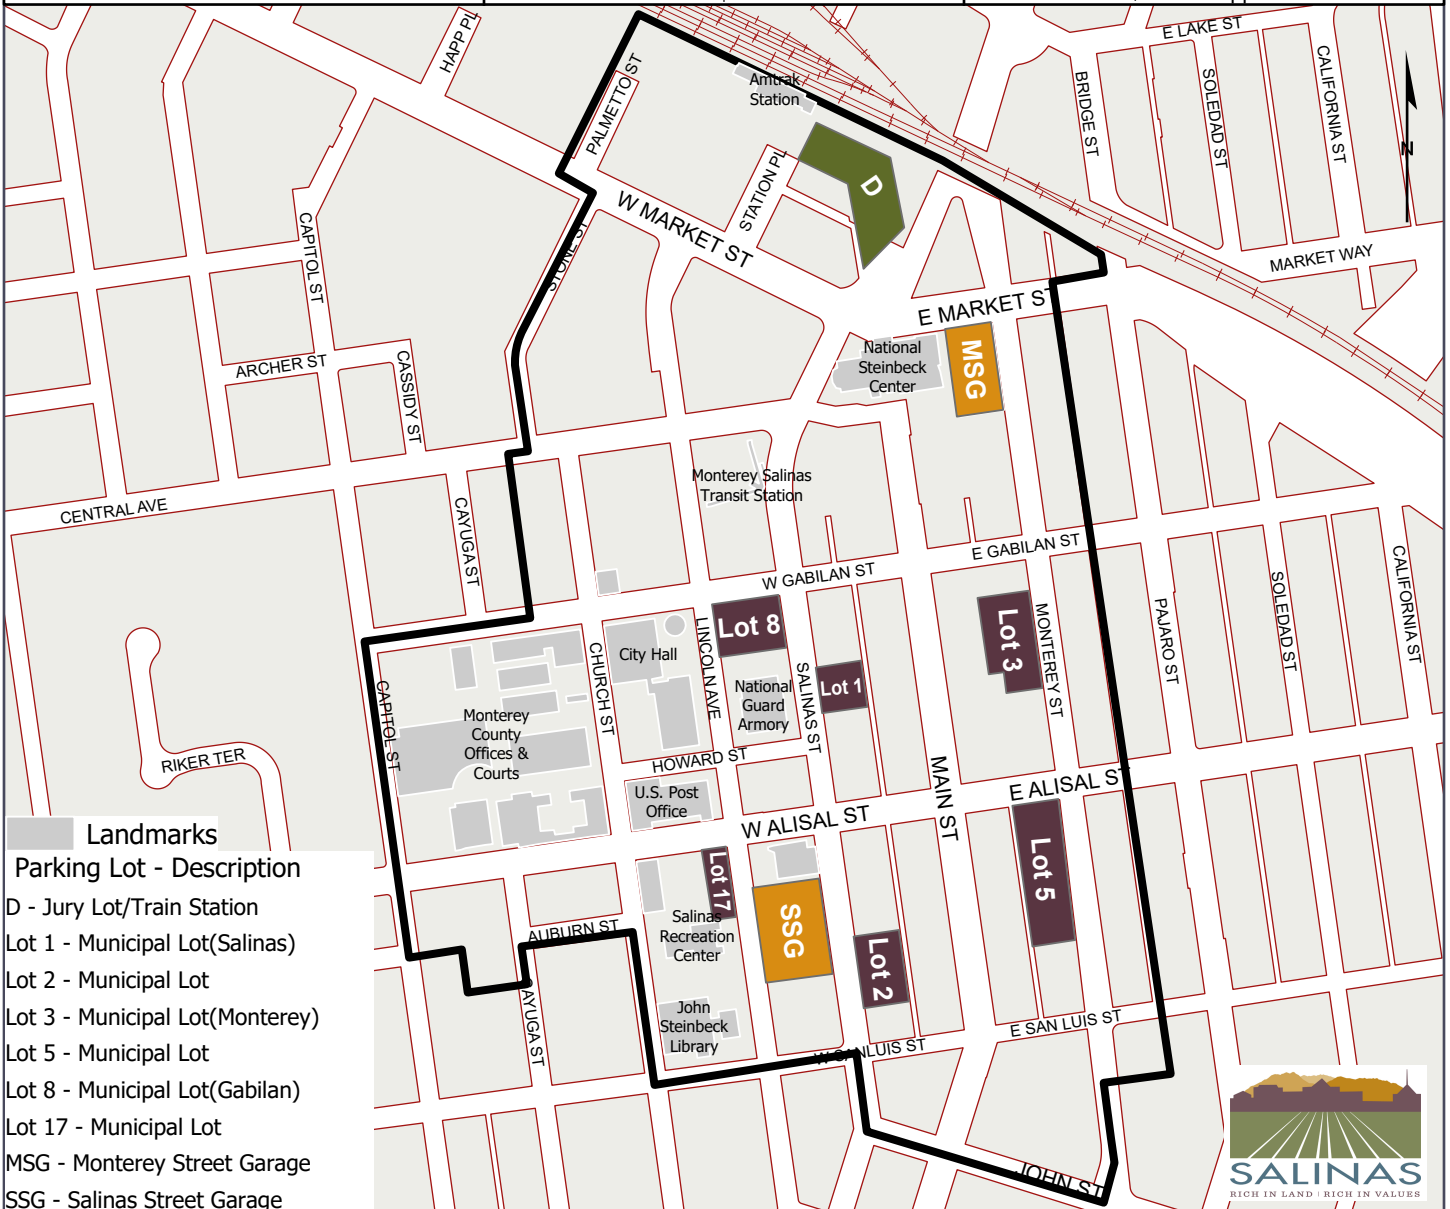 HAPP PL
E LAKE ST
PALMETTO ST
Amtrak
Station
BRIDGE ST
SOLEDAD ST
CALIFORNIA ST
N
D
STATION PL
W MARKET ST
CAPITOL ST
STONE ST
MARKET WAY
E MARKET ST
National
Steinbeck
Center
MSG
ARCHER ST
CASSIDY ST
Monterey Salinas
Transit Station
CENTRAL AVE
CAYUGA ST
E GABILAN ST
W GABILAN ST
CALIFORNIA ST
SOLEDAD ST
PAJARO ST
MONTEREY ST
Lot 3
Lot 8
LINCOLN AVE
City Hall
CHURCH ST
SALINAS ST
Lot 1
National
Guard
Armory
CAPITOL ST
Monterey
County
Offices &
Courts
RIKER TER
HOWARD ST
U.S. Post
Office
MAIN ST
E ALISAL ST
W ALISAL ST
Lot 5
Lot 17
SSG
Lot 2
Salinas
Recreation
Center
AUBURN ST
CAYUGA ST
John
Steinbeck
Library
E SAN LUIS ST
W SANLUIS ST
JOHN ST
Landmarks
Parking Lot - Description
D - Jury Lot/Train Station
Lot 1 - Municipal Lot(Salinas)
Lot 2 - Municipal Lot
Lot 3 - Municipal Lot(Monterey)
Lot 5 - Municipal Lot
Lot 8 - Municipal Lot(Gabilan)
Lot 17 - Municipal Lot
MSG - Monterey Street Garage
SSG - Salinas Street Garage
SALINAS
RICH IN LAND | RICH IN VALUES